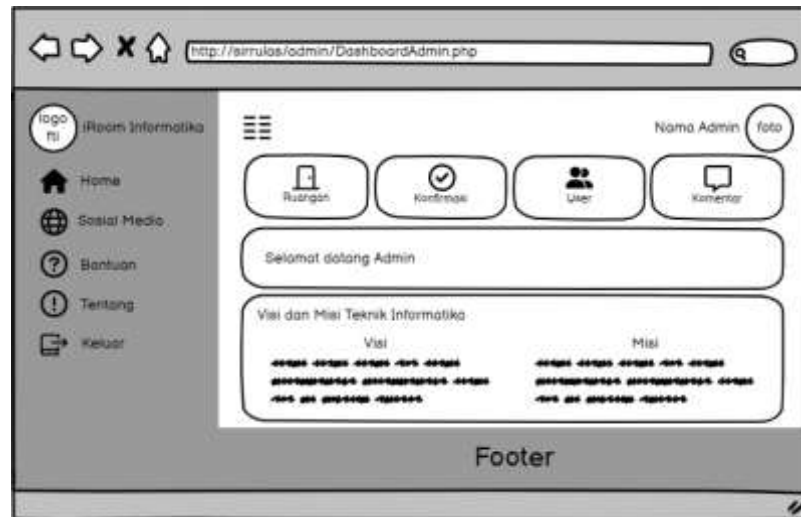 http://sirrulas/admin/DashboardAdmin.php
logo
iRoom Informatika
Home
Sosial Media
Bantuan
Tentang
Keluar
Nama Admin
foto
Ruangan
Konfirmasi
User
Komentar
Selamat datang Admin
Visi dan Misi Teknik Informatika
Visi
Misi
Footer